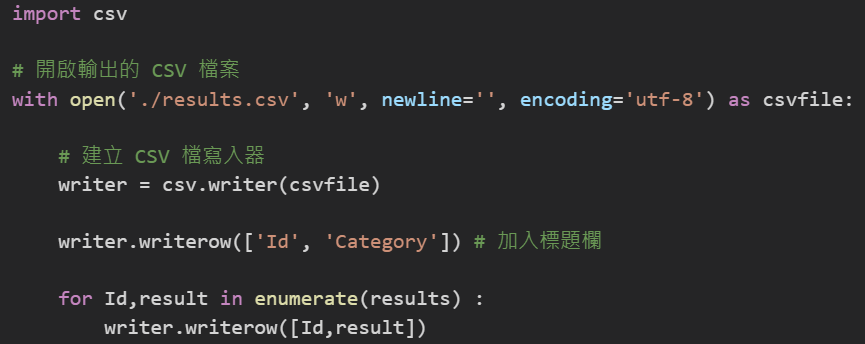 import csv
# 開啟輸出的 CSV 檔案
with open('./results.csv', 'w', newline='', encoding='utf-8') as csvfile:
    # 建立 CSV 檔寫入器
    writer = csv.writer(csvfile)
    writer.writerow(['Id', 'Category']) # 加入標題欄
    for Id,result in enumerate(results) :
        writer.writerow([Id,result])